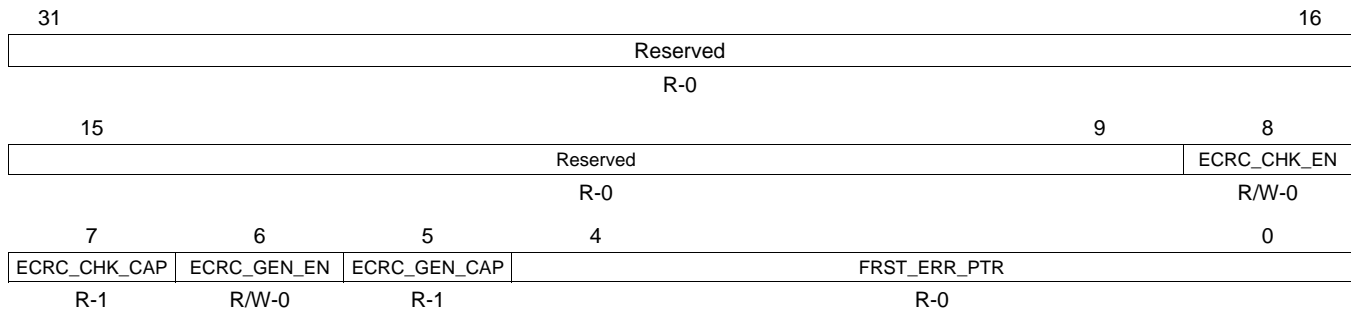 31 16
Reserved
R-0
15 9 8
Reserved ECRC_CHK_EN
R-0 R/W-0
7 6 5 4 0
ECRC_CHK_CAP ECRC_GEN_EN ECRC_GEN_CAP FRST_ERR_PTR
R-1 R/W-0 R-1 R-0